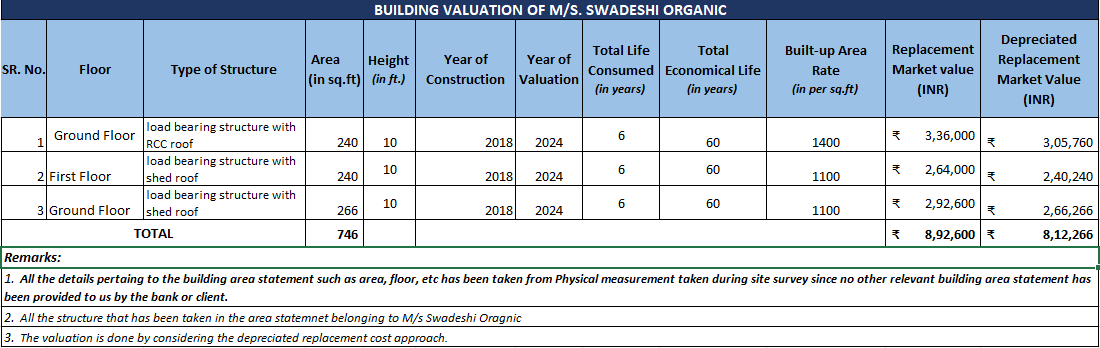 BUILDING VALUATION OF M/S. SWADESHI ORGANIC
SR. No. Floor Type of Structure Area (in sq.ft) Height (in ft.) Year of Construction Year of Valuation Total Life Consumed (in years) Total Economical Life (in years) Built-up Area Rate (in per sq.ft) Replacement Market value (INR) Depreciated Replacement Market Value (INR)
1 Ground Floor load bearing structure with RCC roof 240 10 2018 2024 6 60 1400 ₹ 3,36,000 ₹ 3,05,760
2 First Floor load bearing structure with shed roof 240 10 2018 2024 6 60 1100 ₹ 2,64,000 ₹ 2,40,240
3 Ground Floor load bearing structure with shed roof 266 10 2018 2024 6 60 1100 ₹ 2,92,600 ₹ 2,66,266
TOTAL 746 ₹ 8,92,600 ₹ 8,12,266
Remarks:
1. All the details pertaing to the building area statement such as area, floor, etc has been taken from Physical measurement taken during site survey since no other relevant building area statement has
been provided to us by the bank or client.
2. All the structure that has been taken in the area statemnet belonging to M/s Swadeshi Oragnic
3. The valuation is done by considering the depreciated replacement cost approach.